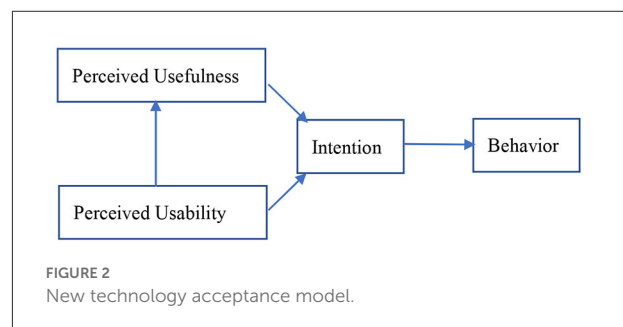 Perceived Usefulness
Intention
Behavior
Perceived Usability
FIGURE 2
New technology acceptance model.